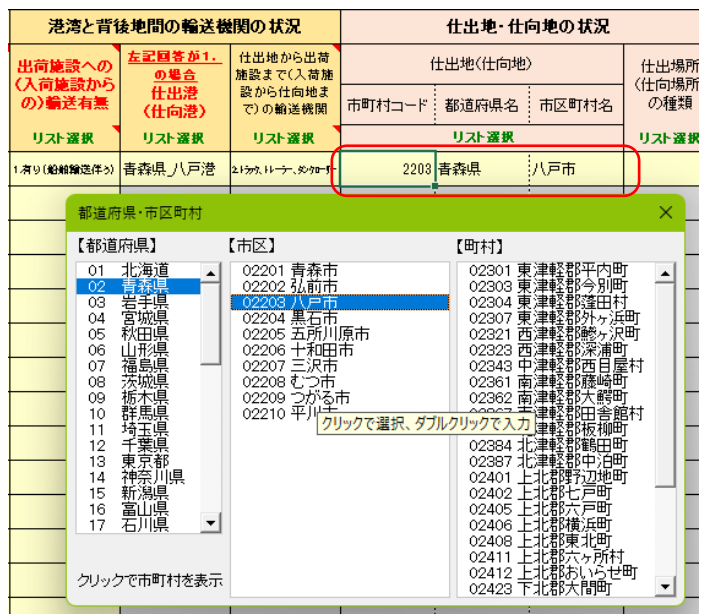 港湾と背後地間の輸送機関の状況
仕出地・仕向地の状況
出荷施設への
(入荷施設から
の)輸送有無
リスト選択
左記回答が1.
の場合
仕出港
(仕向港)
リスト選択
仕出地から出荷
施設まで(入荷施
設から仕向地ま
で)の輸送機関
リスト選択
仕出地(仕向地)
市町村コード
都道府県名
市区町村名
リスト選択
仕出場所
(仕向場所
の種類
リスト選択
1.有り(船舶輸送伴う)
青森県_八戸港
2.トラック、トレーラー、タンクローリー
2203
青森県
八戸市
都道府県・市区町村
【都道府県】
01 北海道
02 青森県
03 岩手県
04 宮城県
05 秋田県
06 山形県
07 福島県
08 茨城県
09 栃木県
10 群馬県
11 埼玉県
12 千葉県
13 東京都
14 神奈川県
15 新潟県
16 富山県
17 石川県
クリックで市町村を表示
【市区】
02201 青森市
02202 弘前市
02203 八戸市
02204 黒石市
02205 五所川原市
02206 十和田市
02207 三沢市
02208 むつ市
02209 つがる市
02210 平川市
クリックで選択、ダブルクリックで入力
【町村】
02301 東津軽郡平内町
02303 東津軽郡今別町
02304 東津軽郡蓬田村
02307 東津軽郡外ヶ浜町
02321 西津軽郡鰺ヶ沢町
02323 西津軽郡深浦町
02343 中津軽郡西目屋村
02361 南津軽郡藤崎町
02362 南津軽郡大鰐町
02367 南津軽郡田舎館村
北津軽郡板柳町
02384 北津軽郡鶴田町
02387 北津軽郡中泊町
02401 上北郡野辺地町
02402 上北郡七戸町
02405 上北郡六戸町
02406 上北郡横浜町
02408 上北郡東北町
02411 上北郡六ヶ所村
02412 上北郡おいらせ町
02423 下北郡大間町